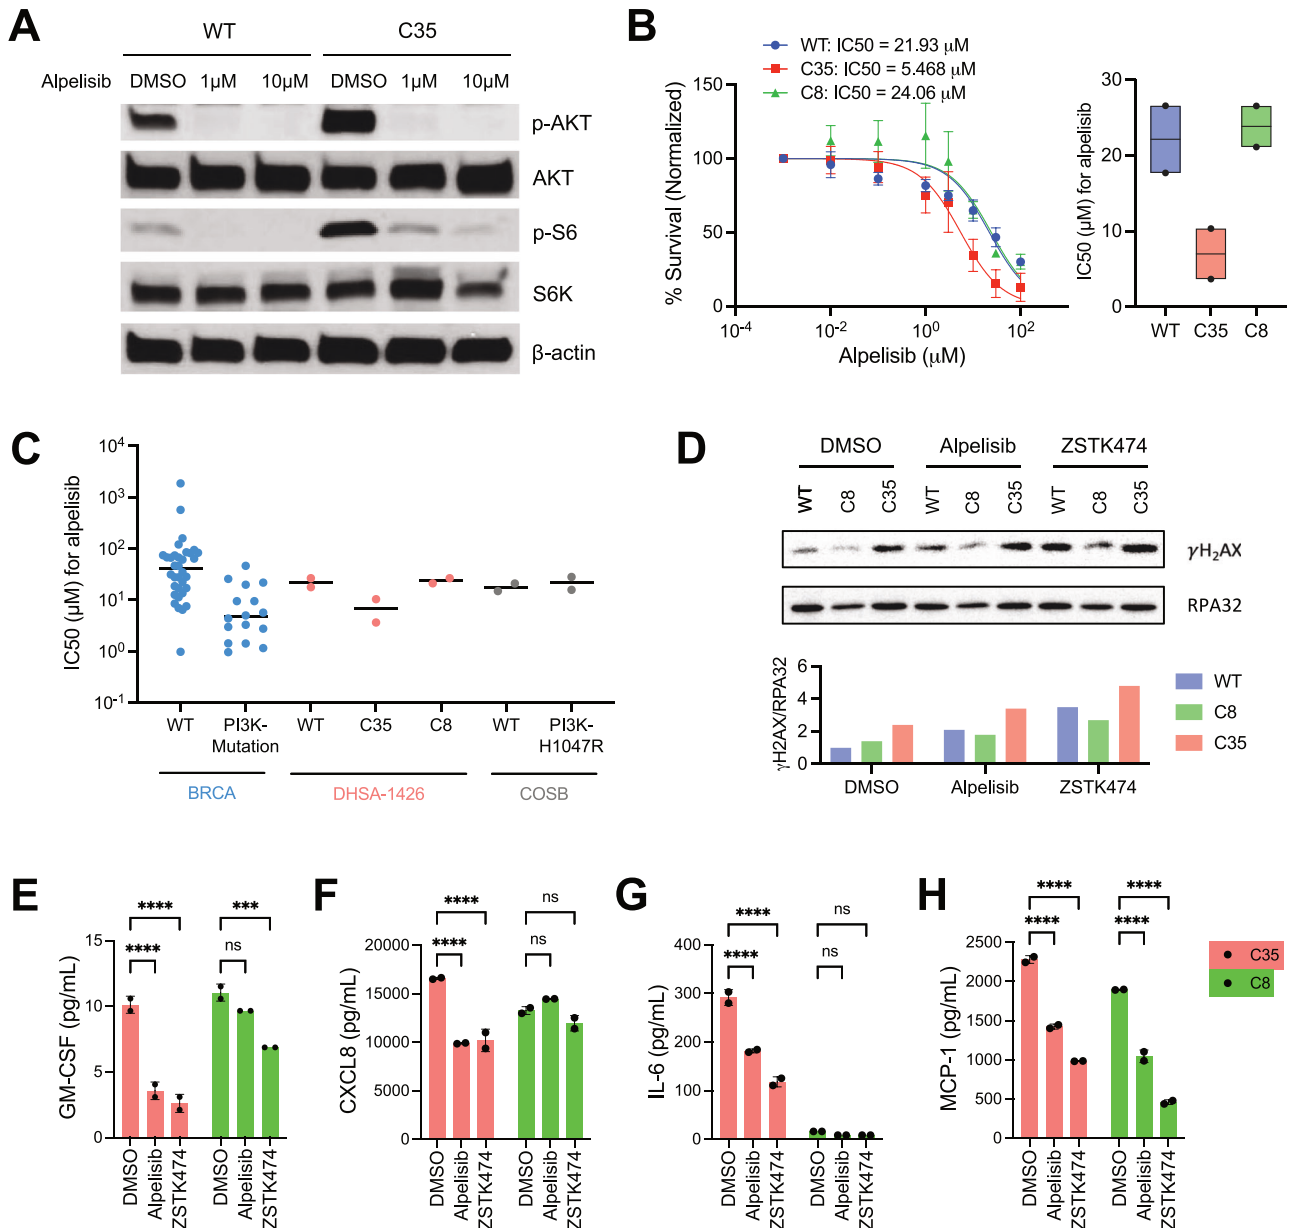 A
WT C35
Alpelisib DMSO 1μM 10μM DMSO 1μM 10μM
p-AKT
AKT
p-S6
S6K
β-actin
B
WT: IC50 = 21.93 μM
C35: IC50 = 5.468 μM
C8: IC50 = 24.06 μM
% Survival (Normalized)
150
100
50
0
10-4 10-2 100 102
Alpelisib (μM)
IC50 (μM) for alpelisib
30
20
10
0
WT C35 C8
C
IC50 (μM) for alpelisib
104
103
102
101
100
10-1
WT PI3K- WT C35 C8 WT PI3K-
Mutation H1047R
BRCA DHSA-1426 COSB
D
DMSO Alpelisib ZSTK474
WT C8 C35 WT C8 C35 WT C8 C35
γH2AX
RPA32
γH2AX/RPA32
6
4
2
0
DMSO Alpelisib ZSTK474
WT
C8
C35
E
**** ***
**** ns
GM-CSF (pg/mL)
15
10
5
0
DMSO Alpelisib ZSTK474 DMSO Alpelisib ZSTK474
F
**** ns
**** ns
CXCL8 (pg/mL)
20000
15000
10000
5000
0
DMSO Alpelisib ZSTK474 DMSO Alpelisib ZSTK474
G
**** ns
**** ns
IL-6 (pg/mL)
400
300
200
100
0
DMSO Alpelisib ZSTK474 DMSO Alpelisib ZSTK474
H
**** ****
**** ****
MCP-1 (pg/mL)
2500
2000
1500
1000
500
0
DMSO Alpelisib ZSTK474 DMSO Alpelisib ZSTK474
C35
C8